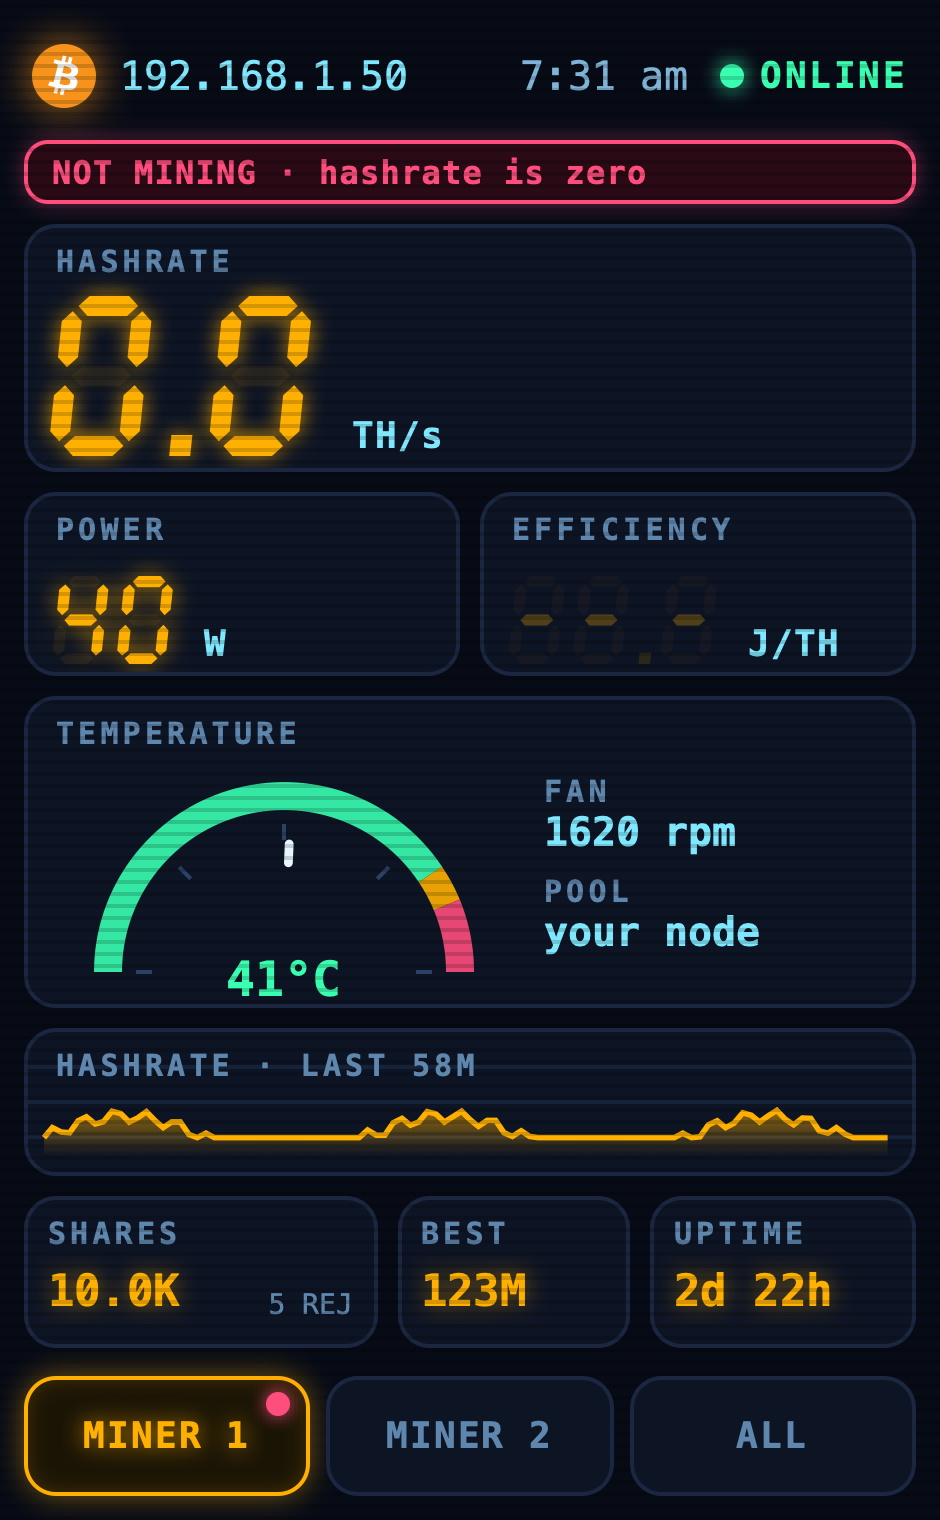 192.168.1.50 7:31 am ONLINE
NOT MINING · hashrate is zero
HASHRATE
0.0 TH/s
POWER
40 W
EFFICIENCY
--.- J/TH
TEMPERATURE
41°C
FAN
1620 rpm
POOL
your node
HASHRATE · LAST 58M
SHARES
10.0K 5 REJ
BEST
123M
UPTIME
2d 22h
MINER 1 MINER 2 ALL